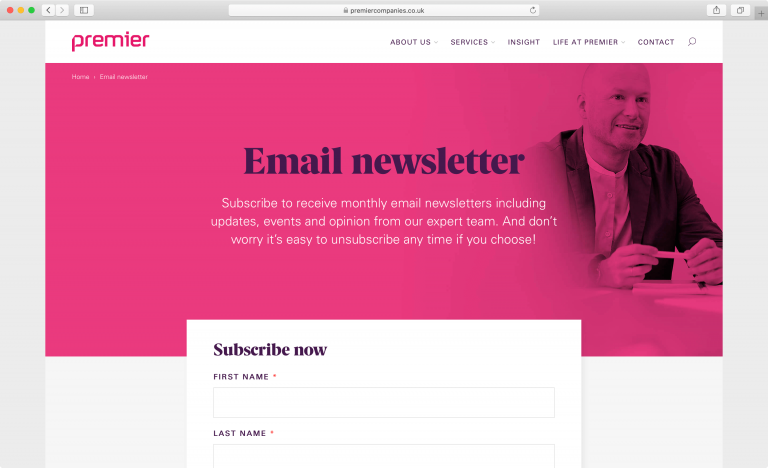 premiercompanies.co.uk
premier
ABOUT US SERVICES INSIGHT LIFE AT PREMIER CONTACT
Home › Email newsletter
Email newsletter
Subscribe to receive monthly email newsletters including
updates, events and opinion from our expert team. And don’t
worry it’s easy to unsubscribe any time if you choose!
Subscribe now
FIRST NAME *
LAST NAME *